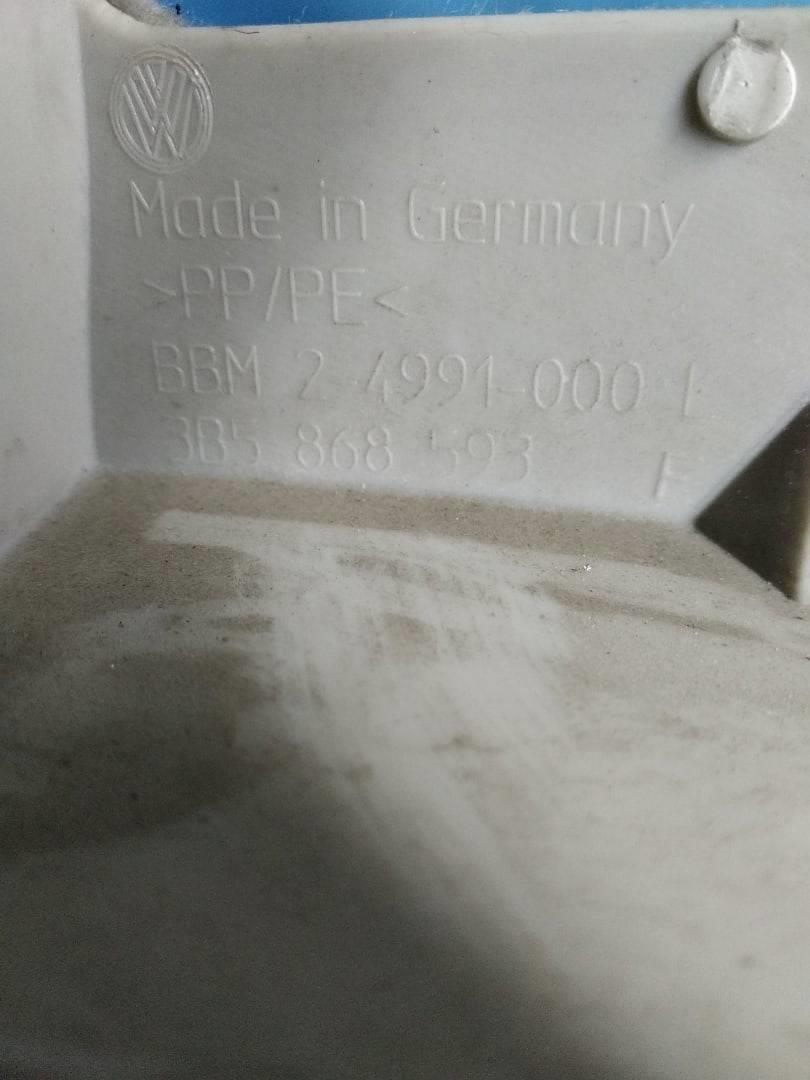 Made in Germany
>PP/PE<
BBM 2 4991-000 L
3B5 868 593 F